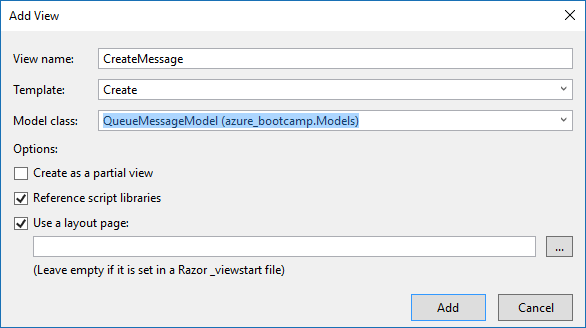 Add View
View name: CreateMessage
Template: Create
Model class: QueueMessageModel (azure_bootcamp.Models)
Options:
Create as a partial view
Reference script libraries
Use a layout page:
...
(Leave empty if it is set in a Razor _viewstart file)
Add Cancel